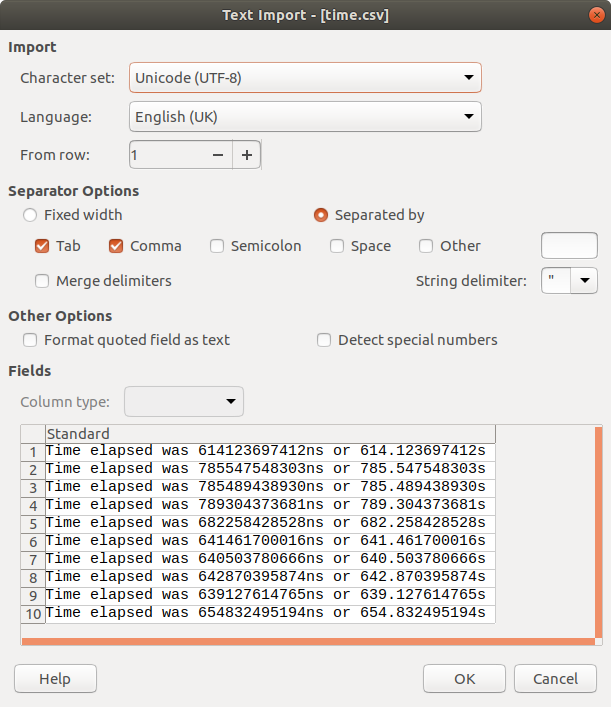 Text Import - [time.csv]
Import
Character set: Unicode (UTF-8)
Language: English (UK)
From row: 1 − +
Separator Options
Fixed width Separated by
Tab Comma Semicolon Space Other
Merge delimiters String delimiter: "
Other Options
Format quoted field as text Detect special numbers
Fields
Column type:
Standard
1 Time elapsed was 614123697412ns or 614.123697412s
2 Time elapsed was 785547548303ns or 785.547548303s
3 Time elapsed was 785489438930ns or 785.489438930s
4 Time elapsed was 789304373681ns or 789.304373681s
5 Time elapsed was 682258428528ns or 682.258428528s
6 Time elapsed was 641461700016ns or 641.461700016s
7 Time elapsed was 640503780666ns or 640.503780666s
8 Time elapsed was 642870395874ns or 642.870395874s
9 Time elapsed was 639127614765ns or 639.127614765s
10 Time elapsed was 654832495194ns or 654.832495194s
Help OK Cancel